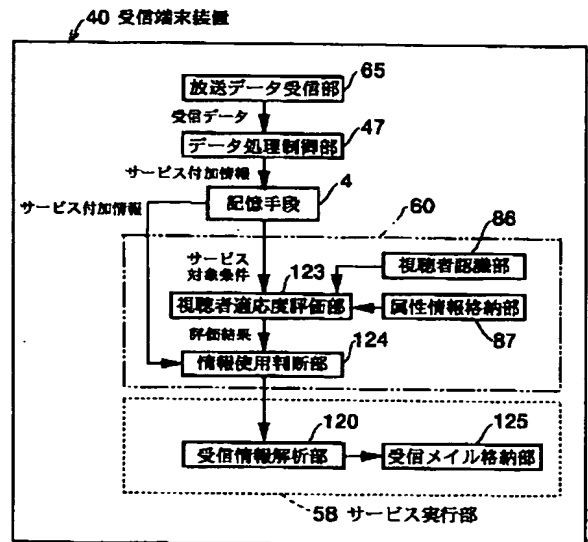 40 受信端末装置
65
放送データ受信部
受信データ
47
データ処理制御部
サービス付加情報
サービス付加情報
4
記憶手段
60
86
サービス
対象条件
123
視聴者認識部
視聴者適応度評価部
属性情報格納部
評価結果
124
87
情報使用判断部
120
125
受信情報解析部
受信メイル格納部
58 サービス実行部